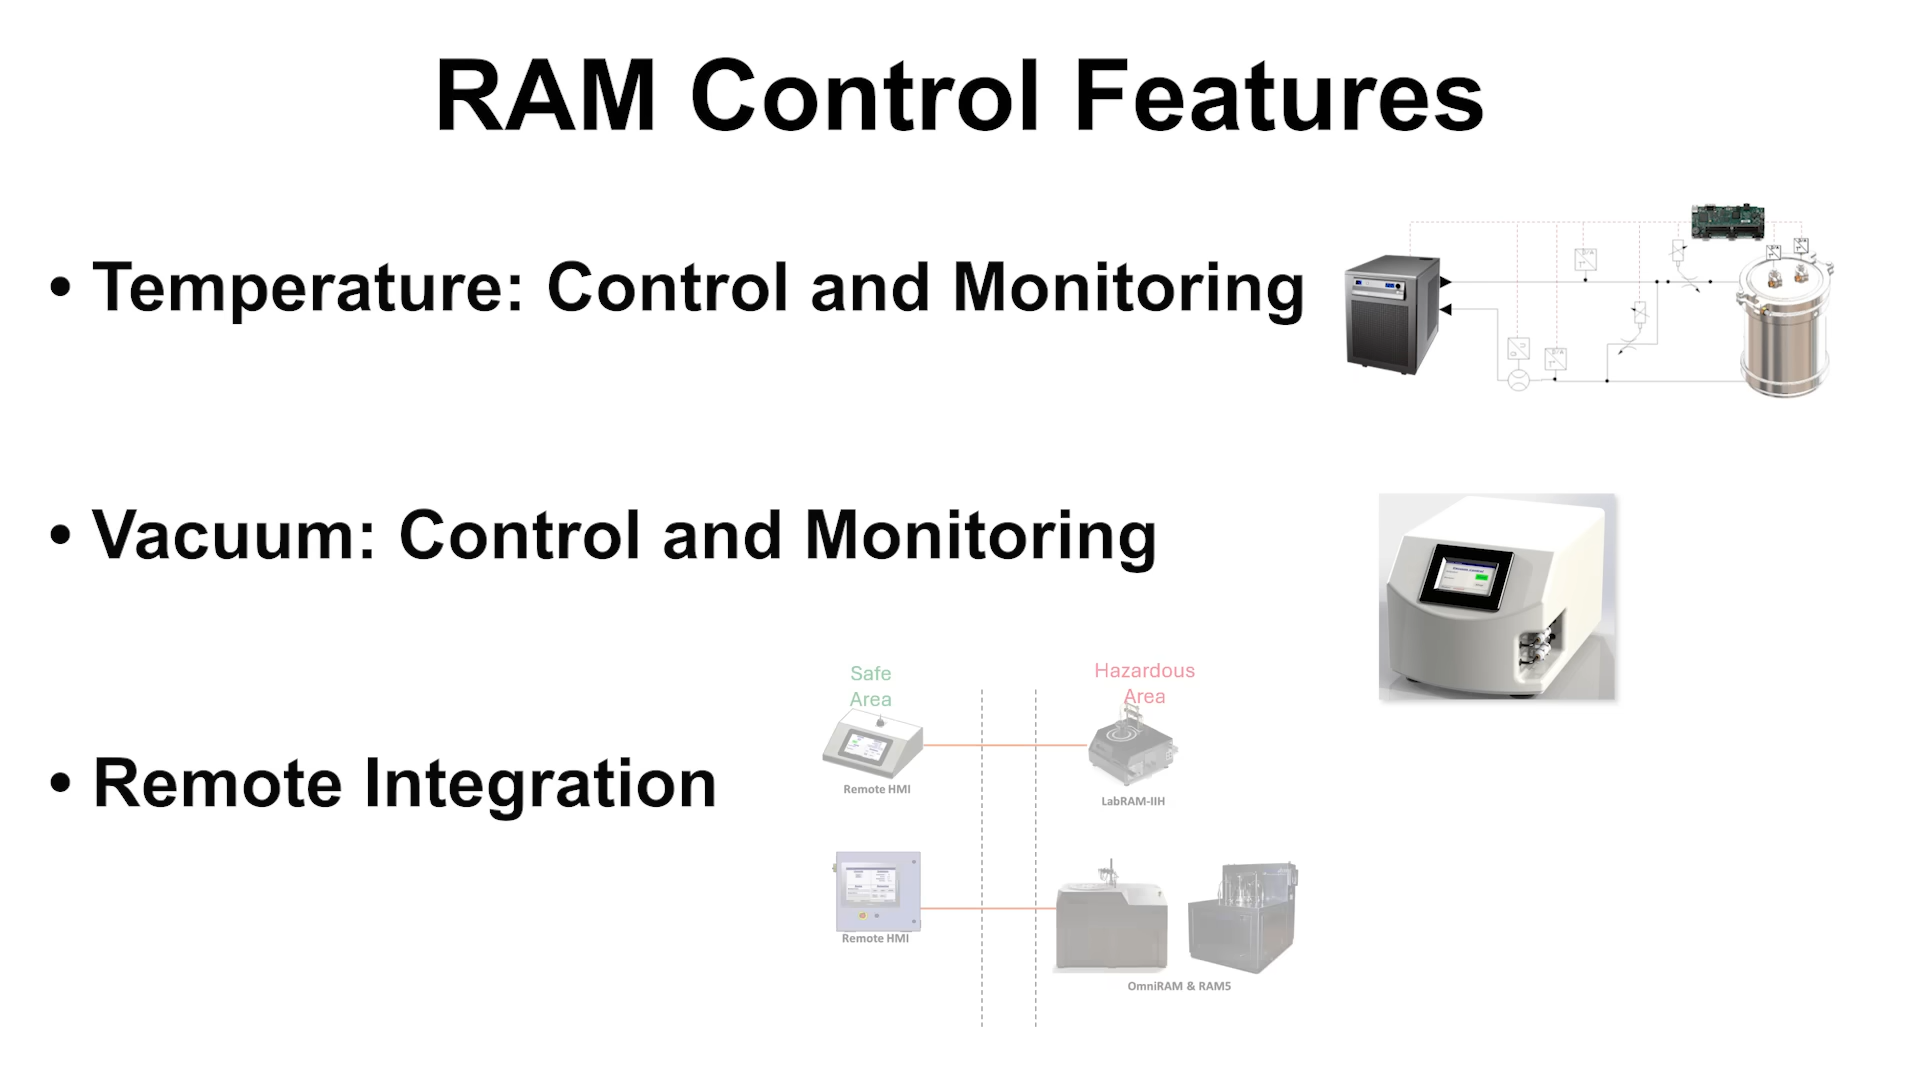 RAM Control Features
• Temperature: Control and Monitoring
• Vacuum: Control and Monitoring
• Remote Integration
Safe
Area
Hazardous
Area
Remote HMI
LabRAM-IIH
Remote HMI
OmniRAM & RAM5